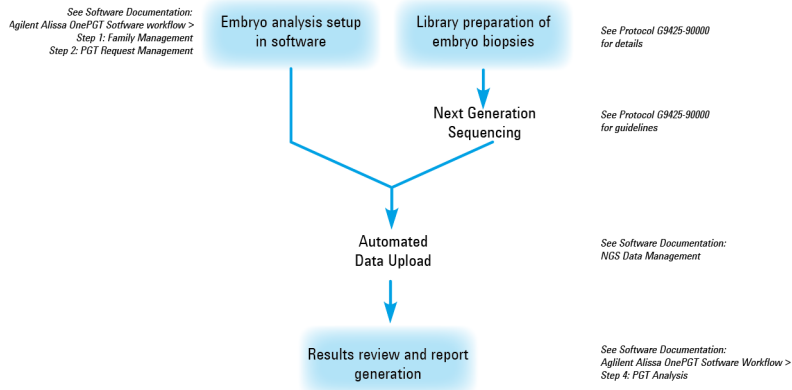 See Software Documentation:
Agilent Alissa OnePGT Sotfware workflow >
Step 1: Family Management
Step 2: PGT Request Management
Embryo analysis setup
in software
Library preparation of
embryo biopsies
See Protocol G9425-90000
for details
Next Generation
Sequencing
See Protocol G9425-90000
for guidelines
Automated
Data Upload
See Software Documentation:
NGS Data Management
Results review and report
generation
See Software Documentation:
Aglilent Alissa OnePGT Sotfware Workflow >
Step 4: PGT Analysis